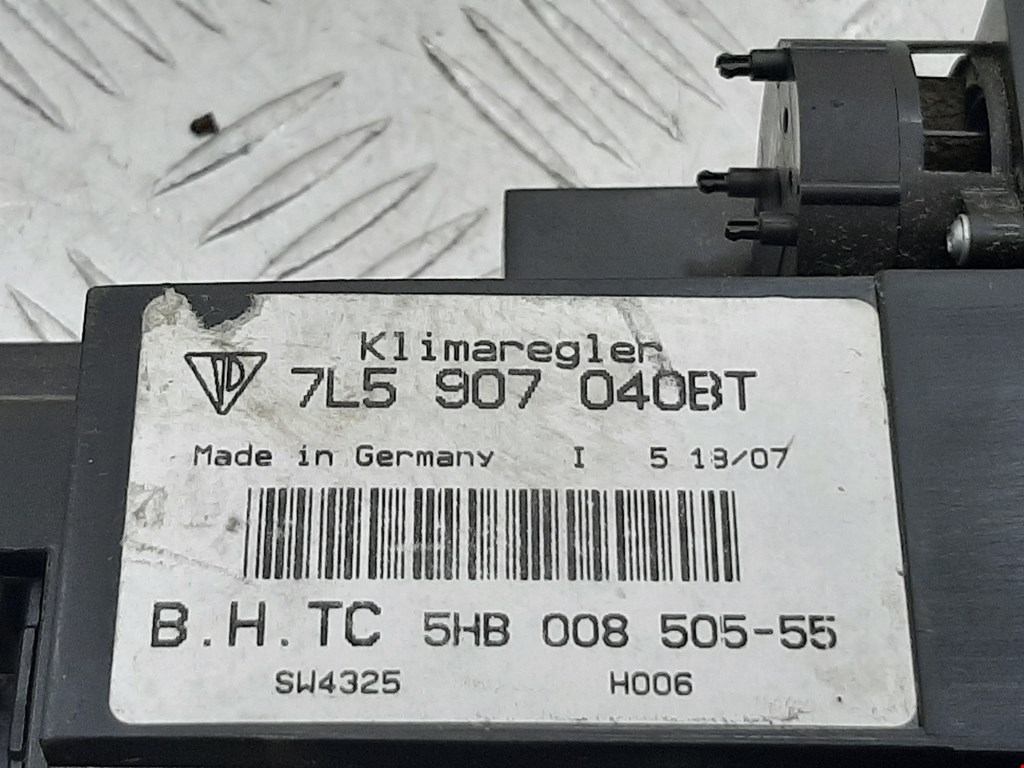 Klimaregler
7L5 907 040BT
Made in Germany I 5 18/07
B.H.TC 5HB 008 505-55
SW4325 H006